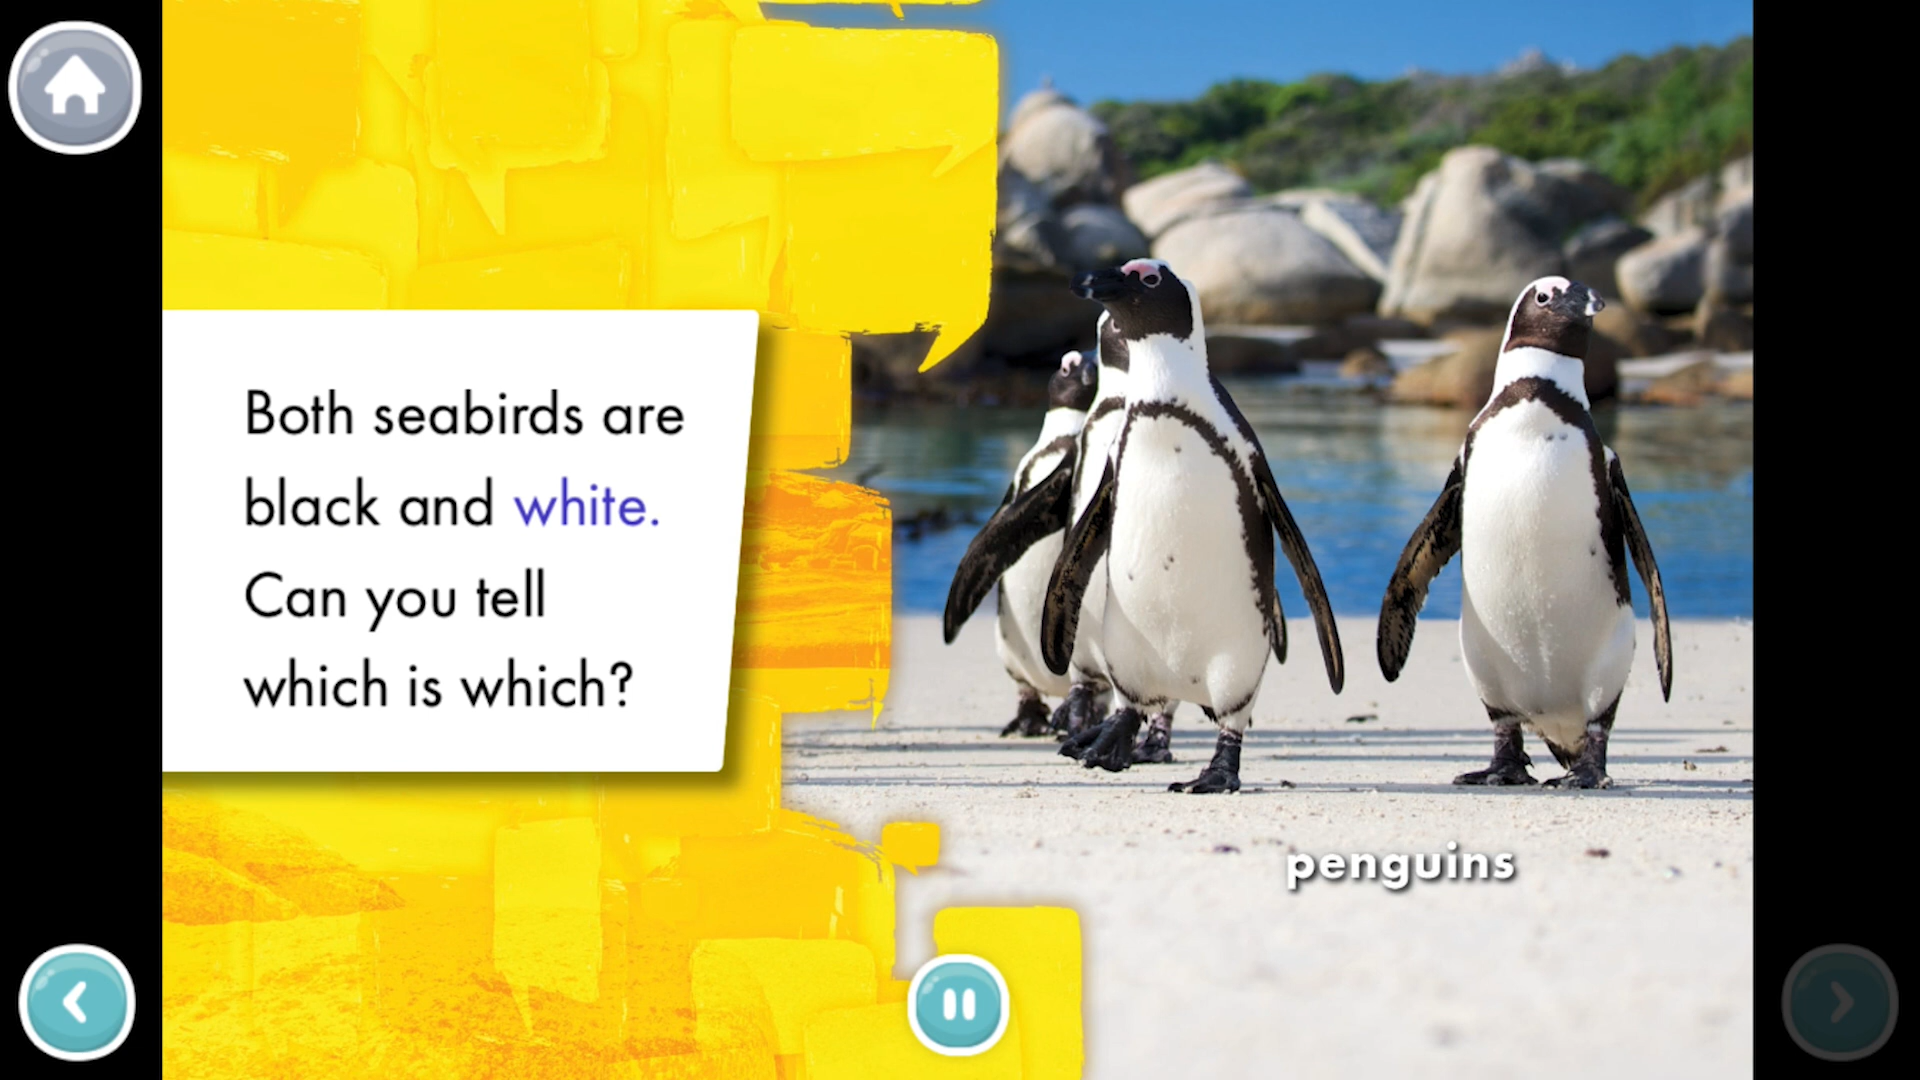 Both seabirds are
black and white.
Can you tell
which is which?
penguins